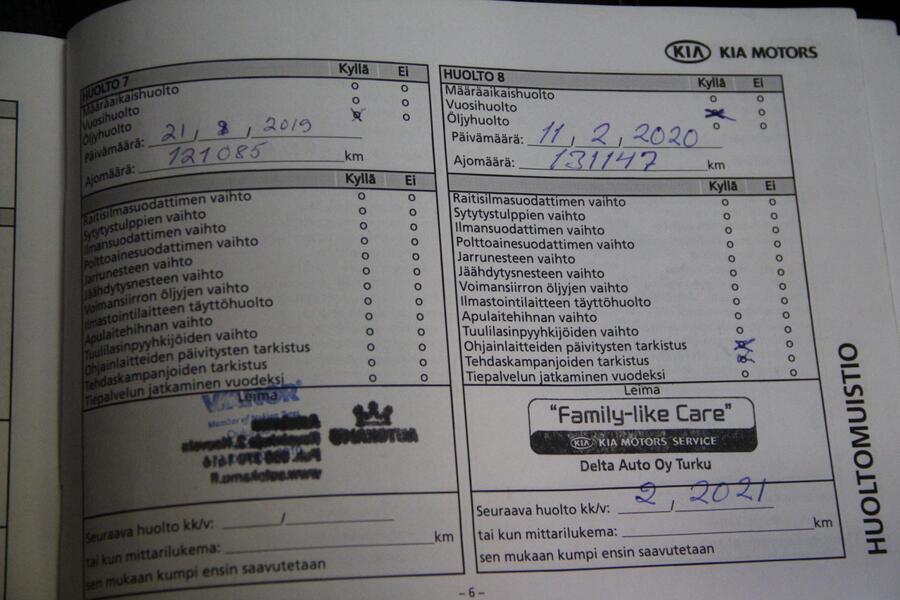 KIA KIA MOTORS
HUOLTO 7 Kyllä Ei
Määräaikaishuolto o o
Vuosihuolto o o
Öljyhuolto o o
Päivämäärä: 21, 8, 2019
Ajomäärä: 121085 km
Kyllä Ei
Raitisilmasuodattimen vaihto o o
Sytytystulppien vaihto o o
Ilmansuodattimen vaihto o o
Polttoainesuodattimen vaihto o o
Jarrunesteen vaihto o o
Jäähdytysnesteen vaihto o o
Voimansiirron öljyjen vaihto o o
Ilmastointilaitteen täyttöhuolto o o
Apulaitehihnan vaihto o o
Tuulilasinpyyhkijöiden vaihto o o
Ohjainlaitteiden päivitysten tarkistus o o
Tehdaskampanjoiden tarkistus o o
Tiepalvelun jatkaminen vuodeksi o o
Leima
VIANOR
Seuraava huolto kk/v: /
tai kun mittarilukema: km
sen mukaan kumpi ensin saavutetaan
HUOLTO 8 Kyllä Ei
Määräaikaishuolto o o
Vuosihuolto o
Öljyhuolto o o
Päivämäärä: 11, 2, 2020
Ajomäärä: 131147 km
Kyllä Ei
Raitisilmasuodattimen vaihto o o
Sytytystulppien vaihto o o
Ilmansuodattimen vaihto o o
Polttoainesuodattimen vaihto o o
Jarrunesteen vaihto o o
Jäähdytysnesteen vaihto o o
Voimansiirron öljyjen vaihto o o
Ilmastointilaitteen täyttöhuolto o o
Apulaitehihnan vaihto o o
Tuulilasinpyyhkijöiden vaihto o o
Ohjainlaitteiden päivitysten tarkistus o o
Tehdaskampanjoiden tarkistus o o
Tiepalvelun jatkaminen vuodeksi o o
Leima
"Family-like Care"
KIA KIA MOTORS SERVICE
Delta Auto Oy Turku
Seuraava huolto kk/v: 2, 2021
tai kun mittarilukema: km
sen mukaan kumpi ensin saavutetaan
HUOLTOMUISTIO
– 6 –